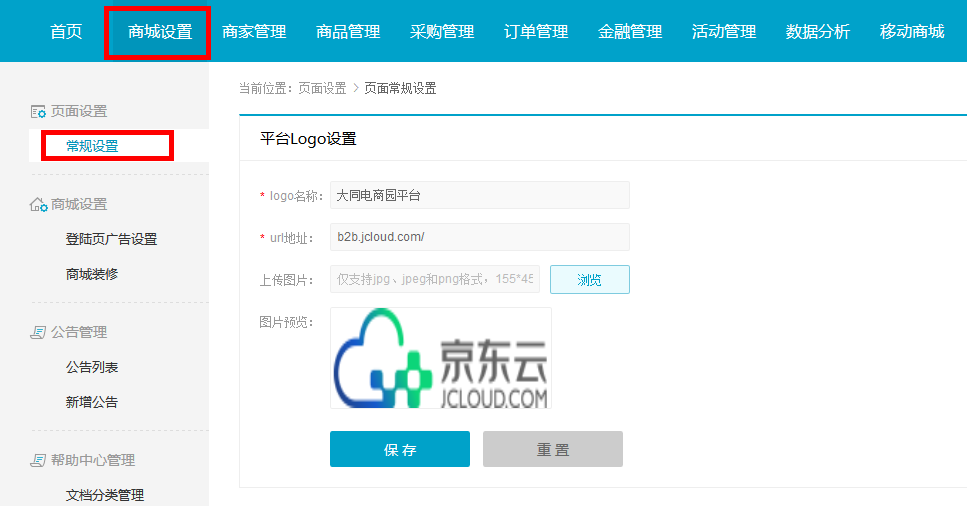 首页 商城设置 商家管理 商品管理 采购管理 订单管理 金融管理 活动管理 数据分析 移动商城
当前位置：页面设置 > 页面常规设置
页面设置
常规设置
商城设置
登陆页广告设置
商城装修
公告管理
公告列表
新增公告
帮助中心管理
文档分类管理
平台Logo设置
* logo名称： 大同电商园平台
* url地址： b2b.jcloud.com/
上传图片： 仅支持jpg、jpeg和png格式，155*45 浏览
图片预览：
京东云
JCLOUD.COM
保存 重置